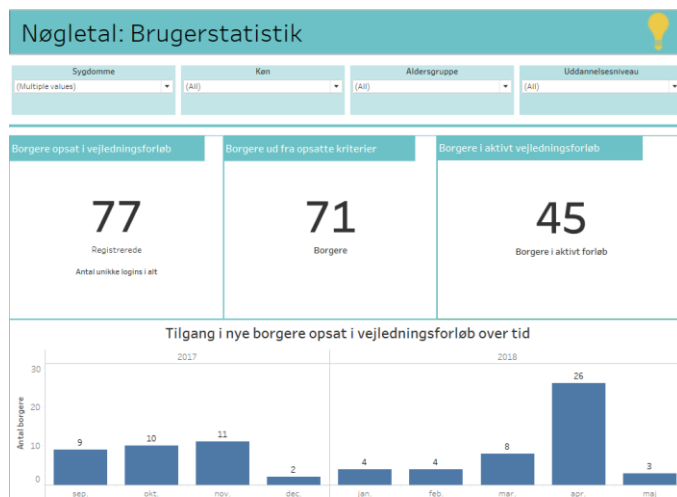 Nøgletal: Brugerstatistik
Sygdomme Køn Aldersgruppe Uddannelsesniveau
(Multiple values) (All) (All) (All)
Borgere opsat i vejledningsforløb Borgere ud fra opsatte kriterier Borgere i aktivt vejledningsforløb
77 71 45
Registrerede Borgere Borgere i aktivt forløb
Antal unikke logins i alt
Tilgang i nye borgere opsat i vejledningsforløb over tid
2017 2018
Antal borgere
30
20
10
0
9 10 11 2 4 4 8 26 3
sep. okt. nov. dec. jan. feb. mar. apr. maj